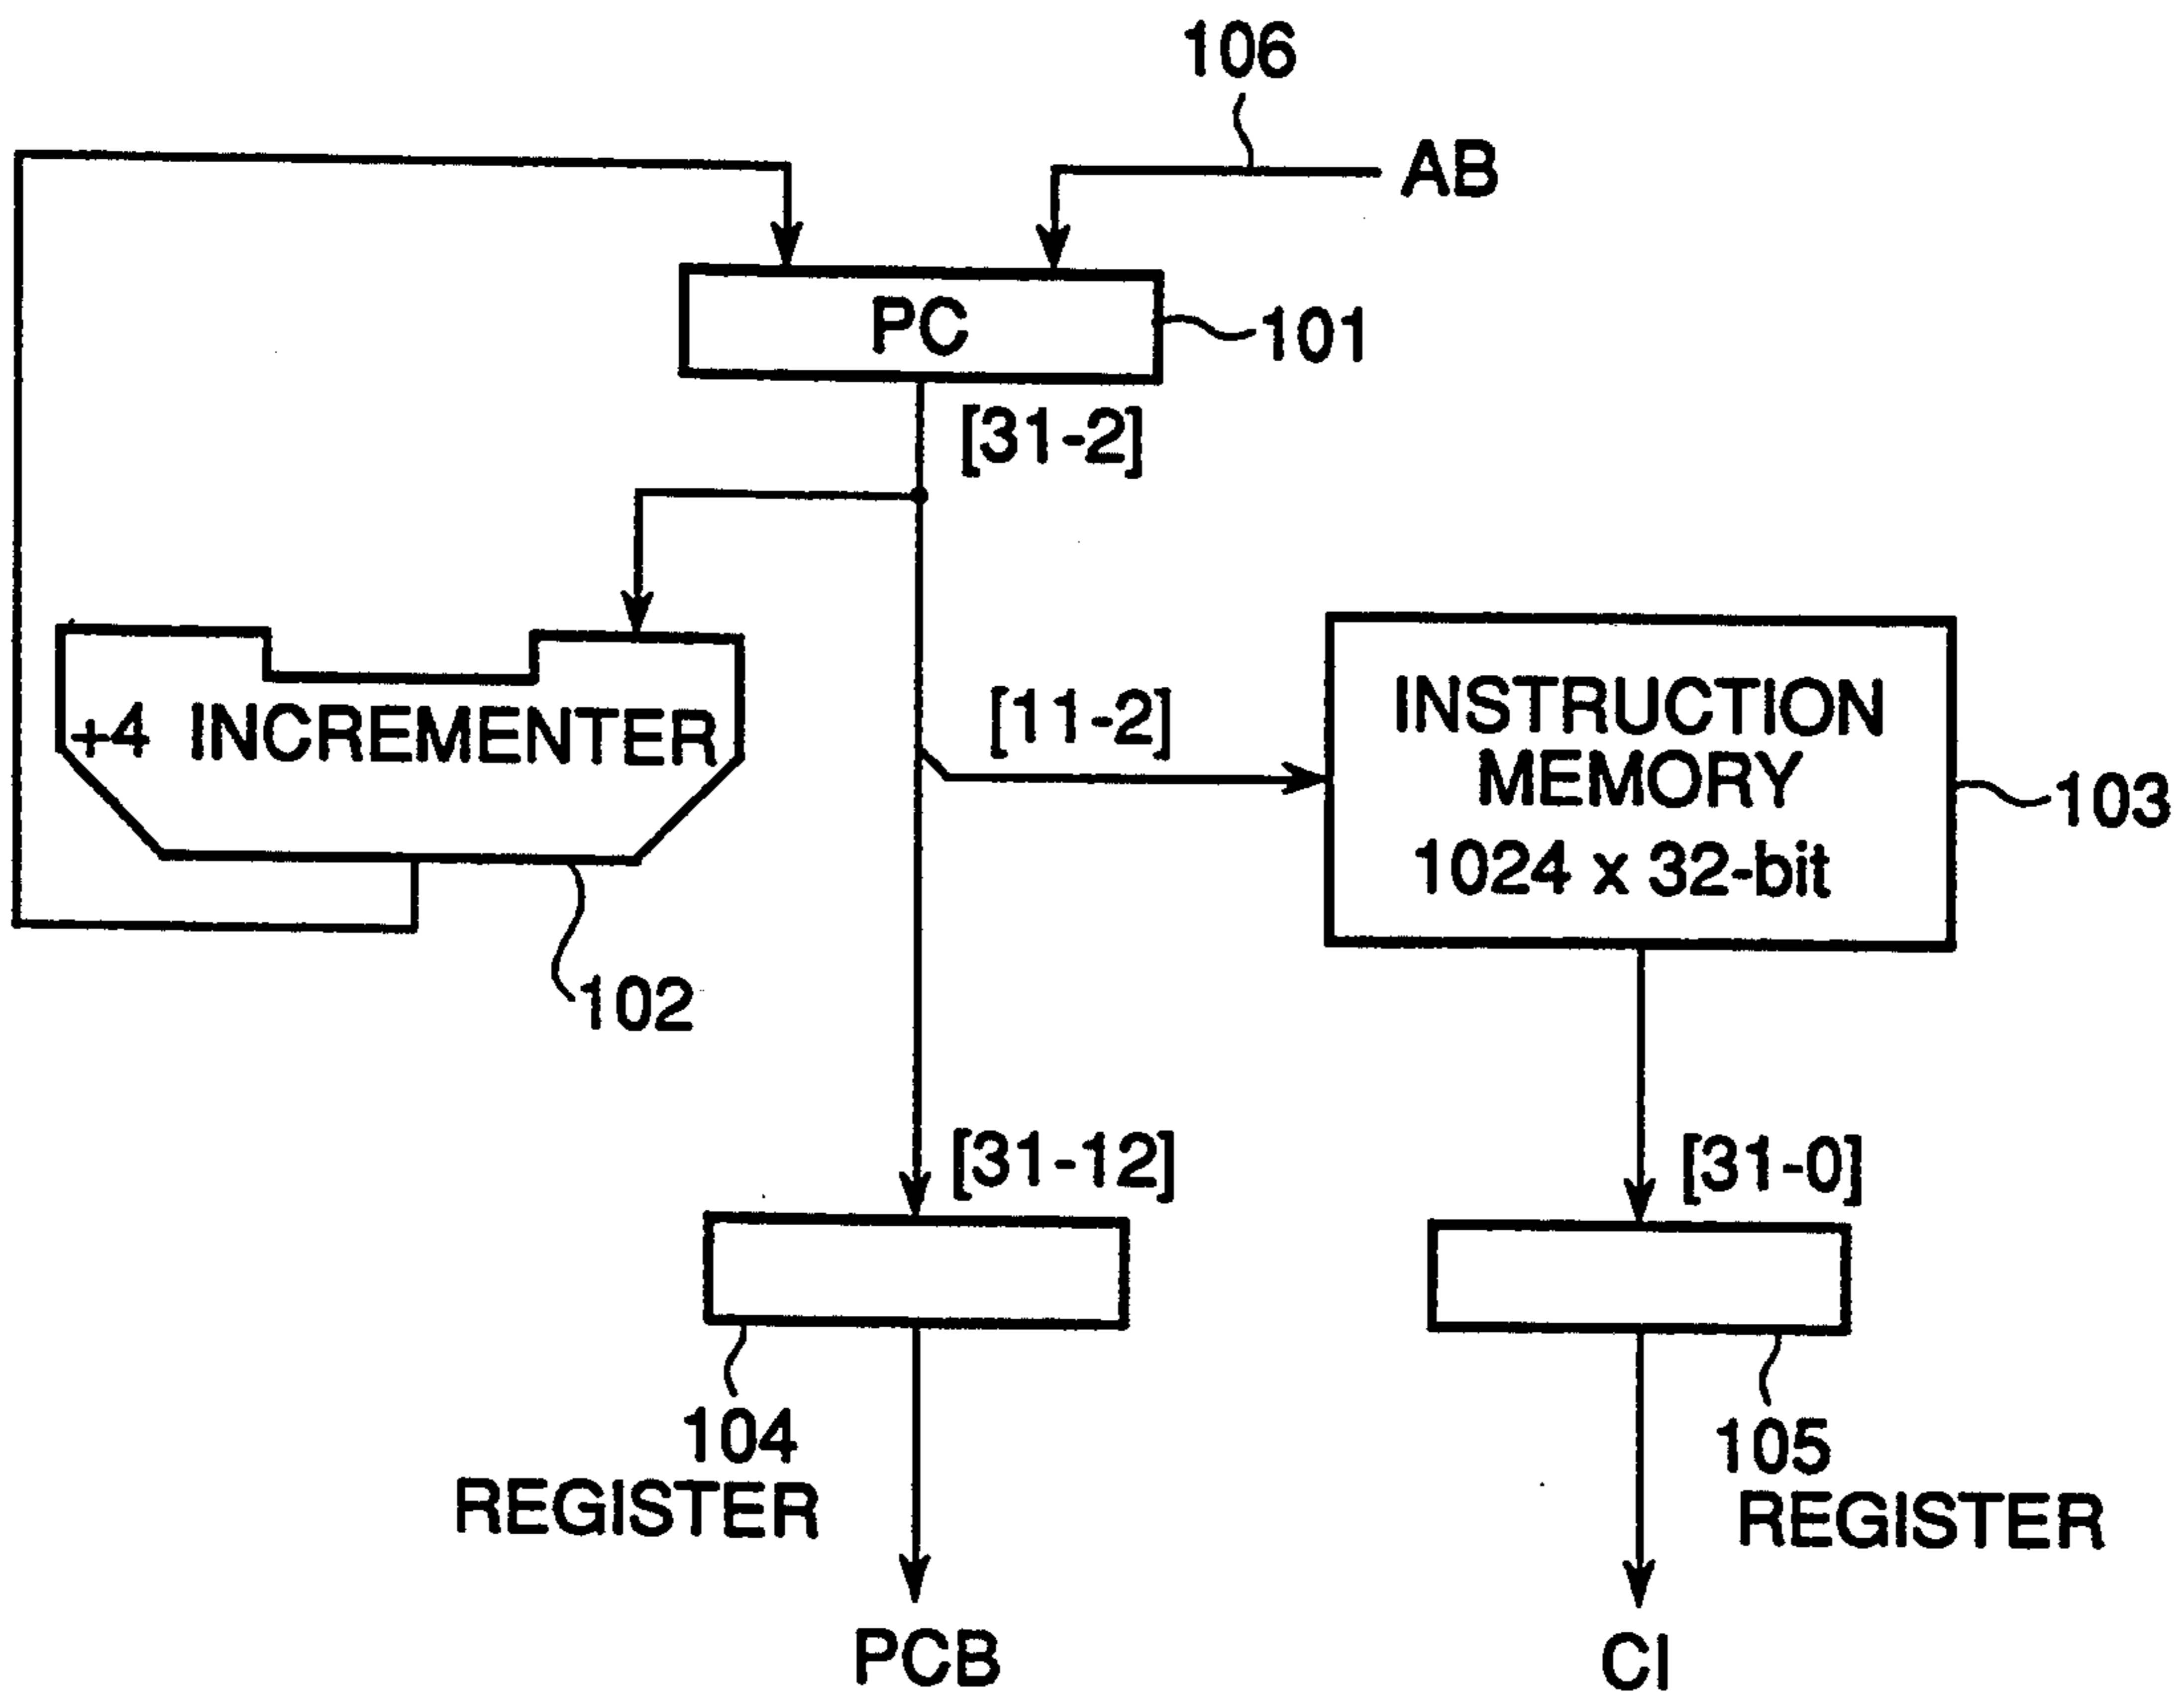 106
AB
PC
101
[31-2]
+4 INCREMENTER
[11-2]
INSTRUCTION
MEMORY
1024 x 32-bit
103
102
[31-12]
[31-0]
104
REGISTER
105
REGISTER
PCB
CI